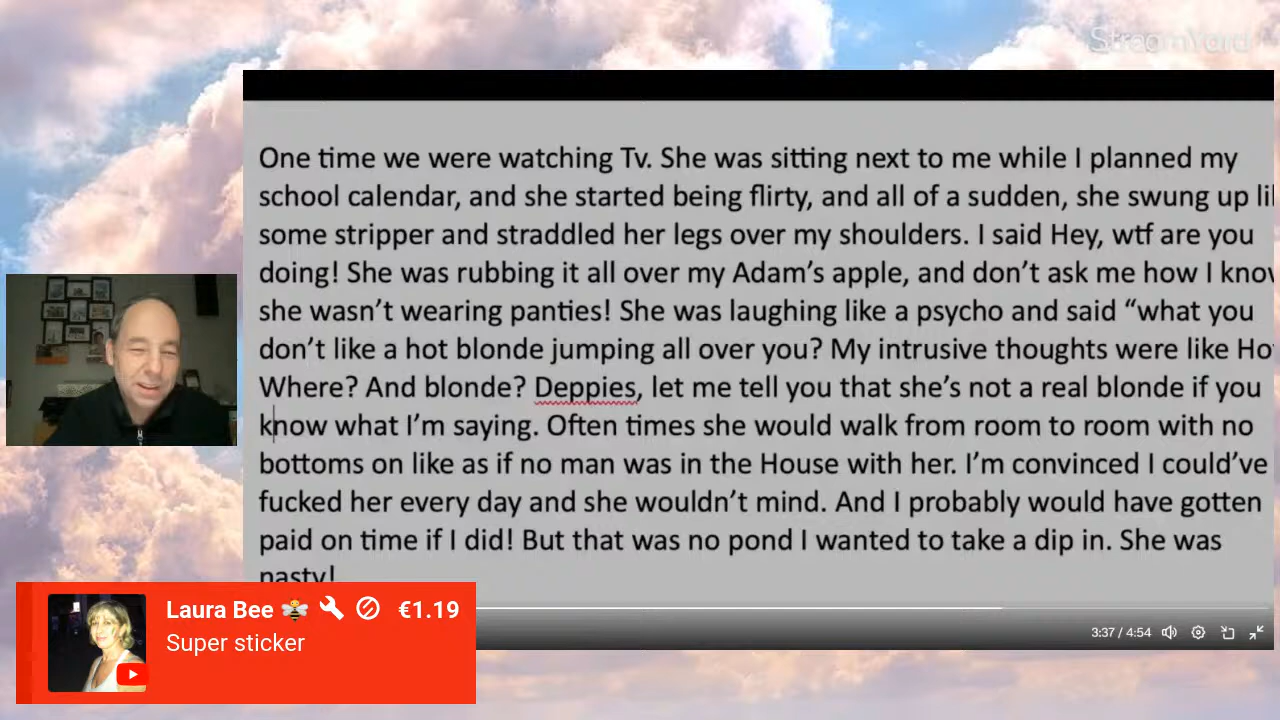 StreamYard
One time we were watching Tv. She was sitting next to me while I planned my
school calendar, and she started being flirty, and all of a sudden, she swung up
some stripper and straddled her legs over my shoulders. I said Hey, wtf are you
doing! She was rubbing it all over my Adam’s apple, and don’t ask me how I
she wasn’t wearing panties! She was laughing like a psycho and said “what you
don’t like a hot blonde jumping all over you? My intrusive thoughts were like
Where? And blonde? Deppies, let me tell you that she’s not a real blonde if you
know what I’m saying. Often times she would walk from room to room with no
bottoms on like as if no man was in the House with her. I’m convinced I could’ve
fucked her every day and she wouldn’t mind. And I probably would have gotten
paid on time if I did! But that was no pond I wanted to take a dip in. She was
nasty!
Laura Bee €1.19
Super sticker
3:37 / 4:54